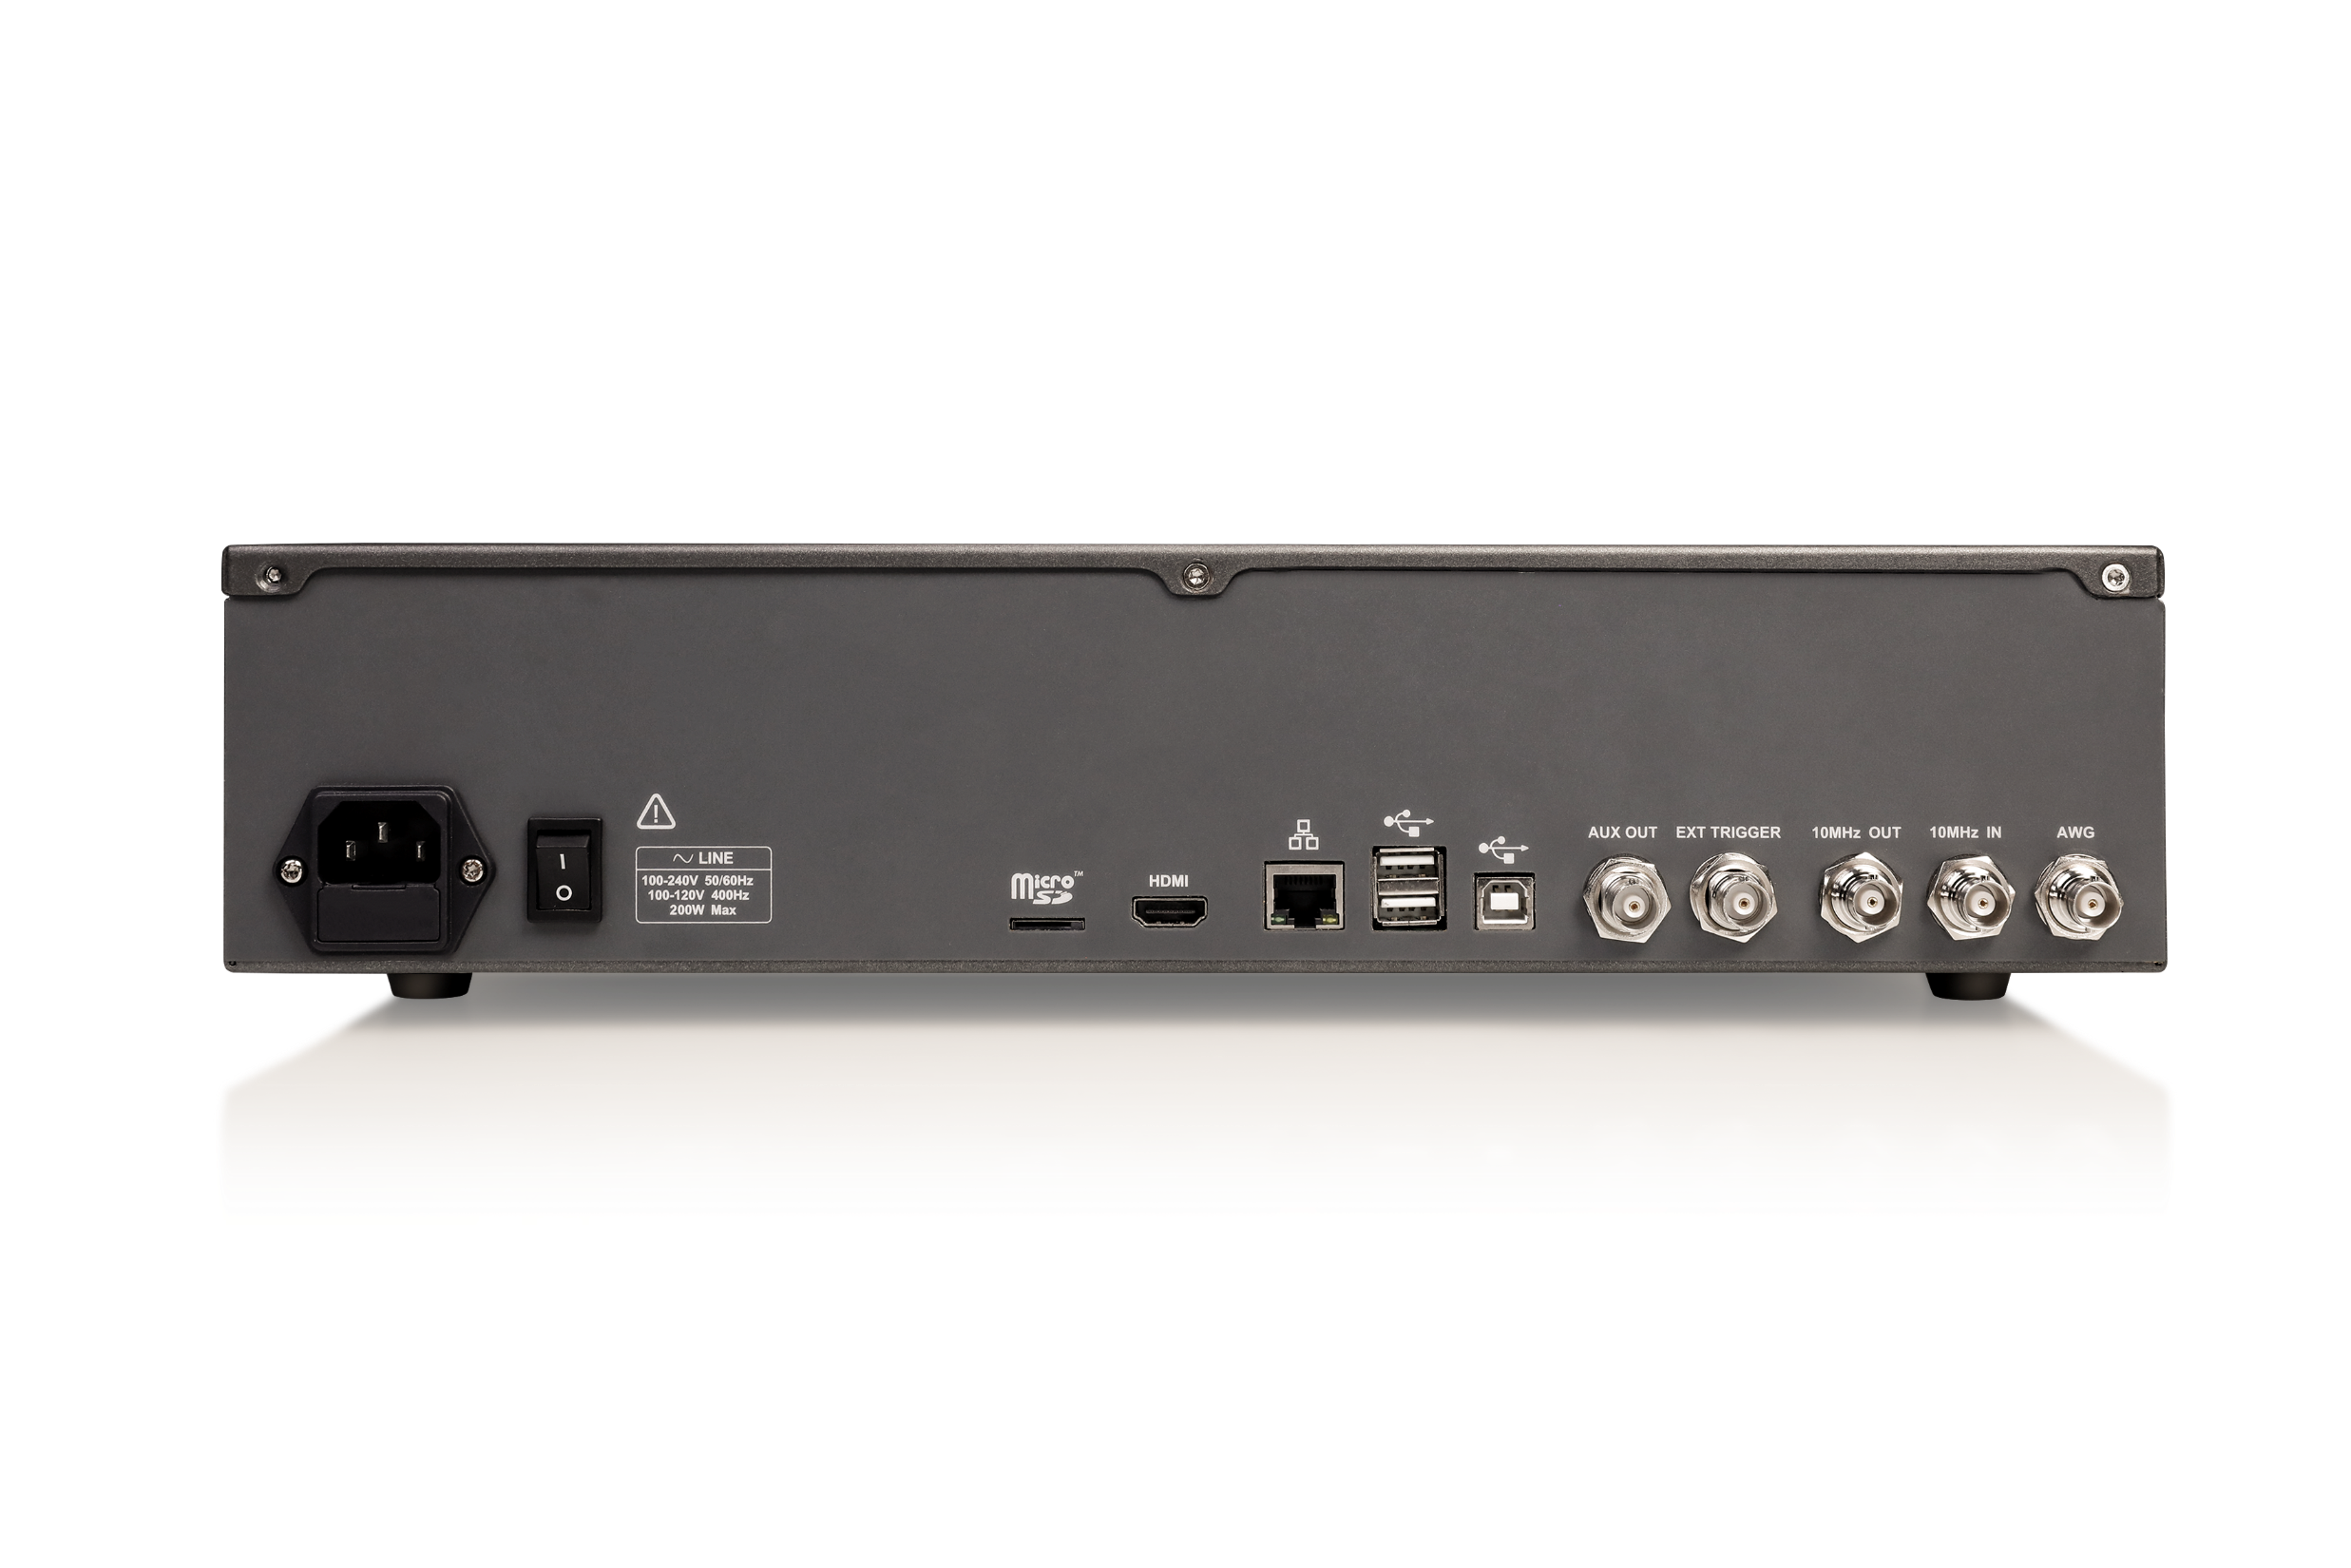 I
O
∿ LINE
100-240V 50/60Hz
100-120V 400Hz
200W Max
Micro™
SD
HDMI
AUX OUT EXT TRIGGER 10MHz OUT 10MHz IN AWG